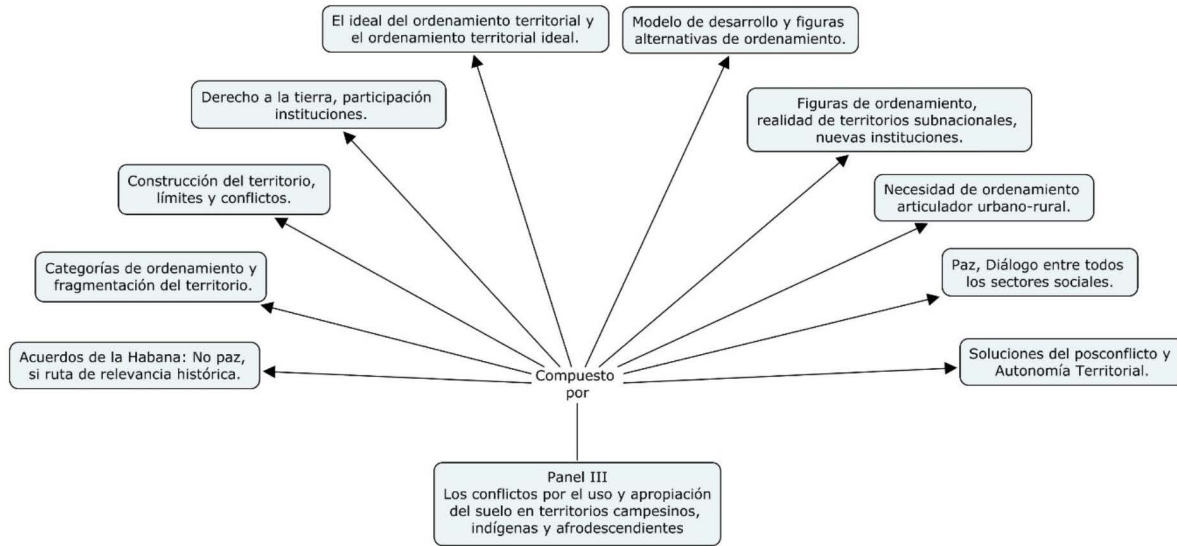 El ideal del ordenamiento territorial y
el ordenamiento territorial ideal.
Modelo de desarrollo y figuras
alternativas de ordenamiento.
Derecho a la tierra, participación
instituciones.
Figuras de ordenamiento,
realidad de territorios subnacionales,
nuevas instituciones.
Construcción del territorio,
límites y conflictos.
Necesidad de ordenamiento
articulador urbano-rural.
Categorías de ordenamiento y
fragmentación del territorio.
Paz, Diálogo entre todos
los sectores sociales.
Acuerdos de la Habana: No paz,
si ruta de relevancia histórica.
Soluciones del posconflicto y
Autonomía Territorial.
Compuesto
por
Panel III
Los conflictos por el uso y apropiación
del suelo en territorios campesinos,
indígenas y afrodescendientes